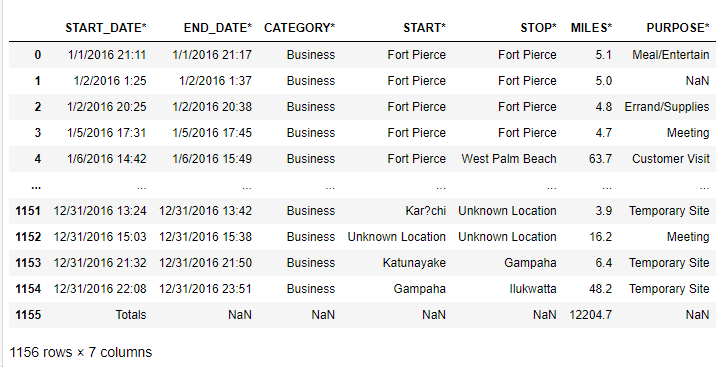 START_DATE* END_DATE* CATEGORY* START* STOP* MILES* PURPOSE*
0 1/1/2016 21:11 1/1/2016 21:17 Business Fort Pierce Fort Pierce 5.1 Meal/Entertain
1 1/2/2016 1:25 1/2/2016 1:37 Business Fort Pierce Fort Pierce 5.0 NaN
2 1/2/2016 20:25 1/2/2016 20:38 Business Fort Pierce Fort Pierce 4.8 Errand/Supplies
3 1/5/2016 17:31 1/5/2016 17:45 Business Fort Pierce Fort Pierce 4.7 Meeting
4 1/6/2016 14:42 1/6/2016 15:49 Business Fort Pierce West Palm Beach 63.7 Customer Visit
... ... ... ... ... ... ... ...
1151 12/31/2016 13:24 12/31/2016 13:42 Business Kar?chi Unknown Location 3.9 Temporary Site
1152 12/31/2016 15:03 12/31/2016 15:38 Business Unknown Location Unknown Location 16.2 Meeting
1153 12/31/2016 21:32 12/31/2016 21:50 Business Katunayake Gampaha 6.4 Temporary Site
1154 12/31/2016 22:08 12/31/2016 23:51 Business Gampaha Ilukwatta 48.2 Temporary Site
1155 Totals NaN NaN NaN NaN 12204.7 NaN
1156 rows × 7 columns